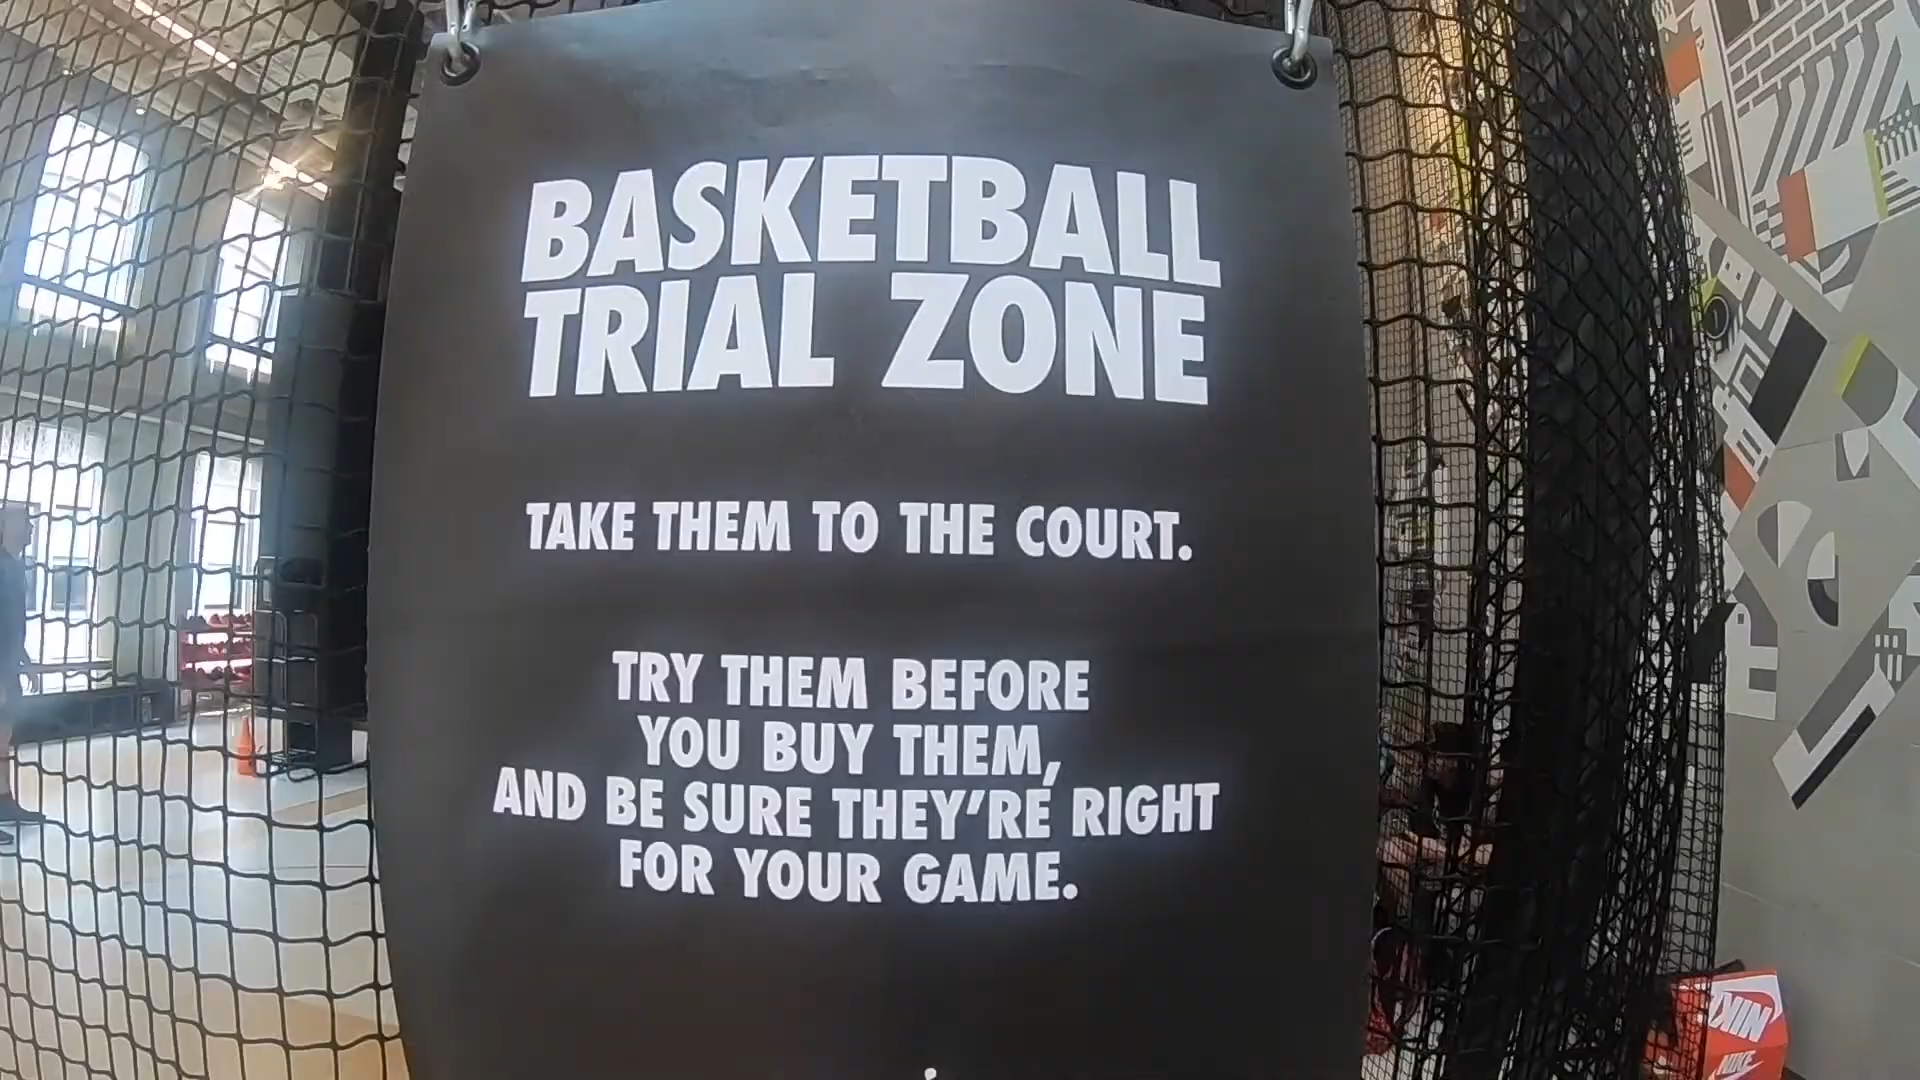 BASKETBALL
TRIAL ZONE
TAKE THEM TO THE COURT.
TRY THEM BEFORE
YOU BUY THEM,
AND BE SURE THEY’RE RIGHT
FOR YOUR GAME.
NIKE
NIKE